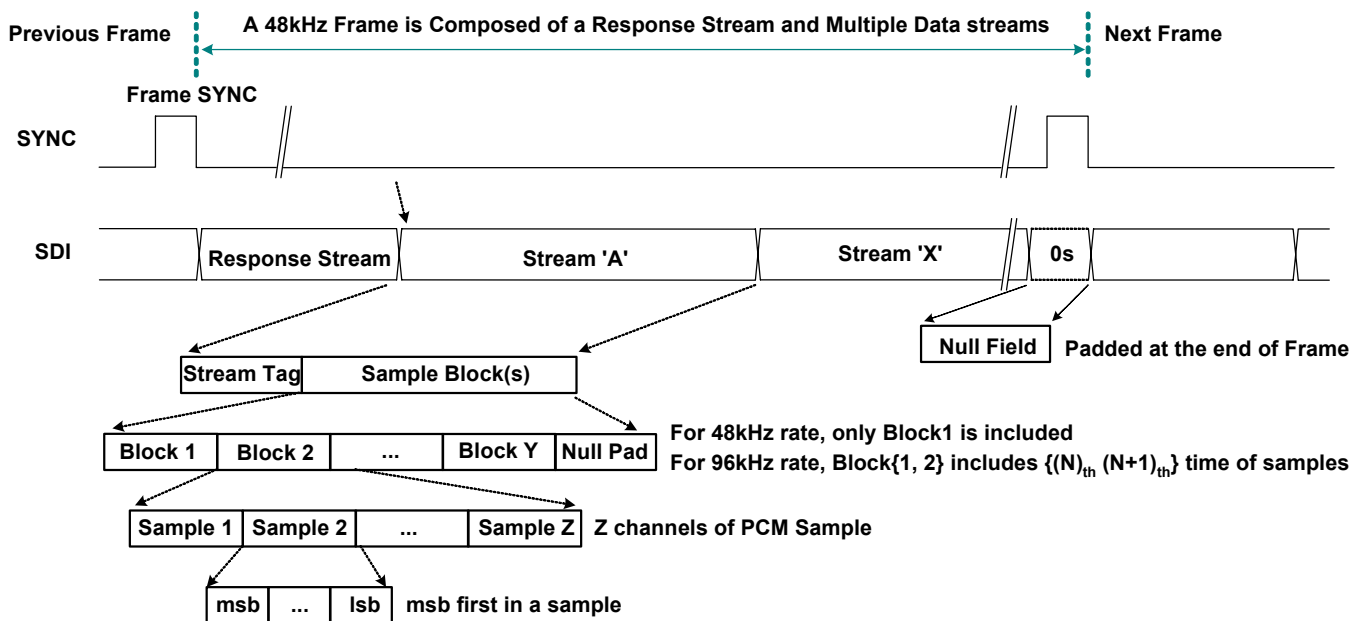 A 48kHz Frame is Composed of a Response Stream and Multiple Data streams
Previous Frame
Next Frame
Frame SYNC
SYNC
SDI
Response Stream
Stream 'A'
Stream 'X'
0s
Null Field
Padded at the end of Frame
Stream Tag
Sample Block(s)
Block 1
Block 2
...
Block Y
Null Pad
For 48kHz rate, only Block1 is included
For 96kHz rate, Block{1, 2} includes {(N)th (N+1)th} time of samples
Sample 1
Sample 2
...
Sample Z
Z channels of PCM Sample
msb
...
lsb
msb first in a sample